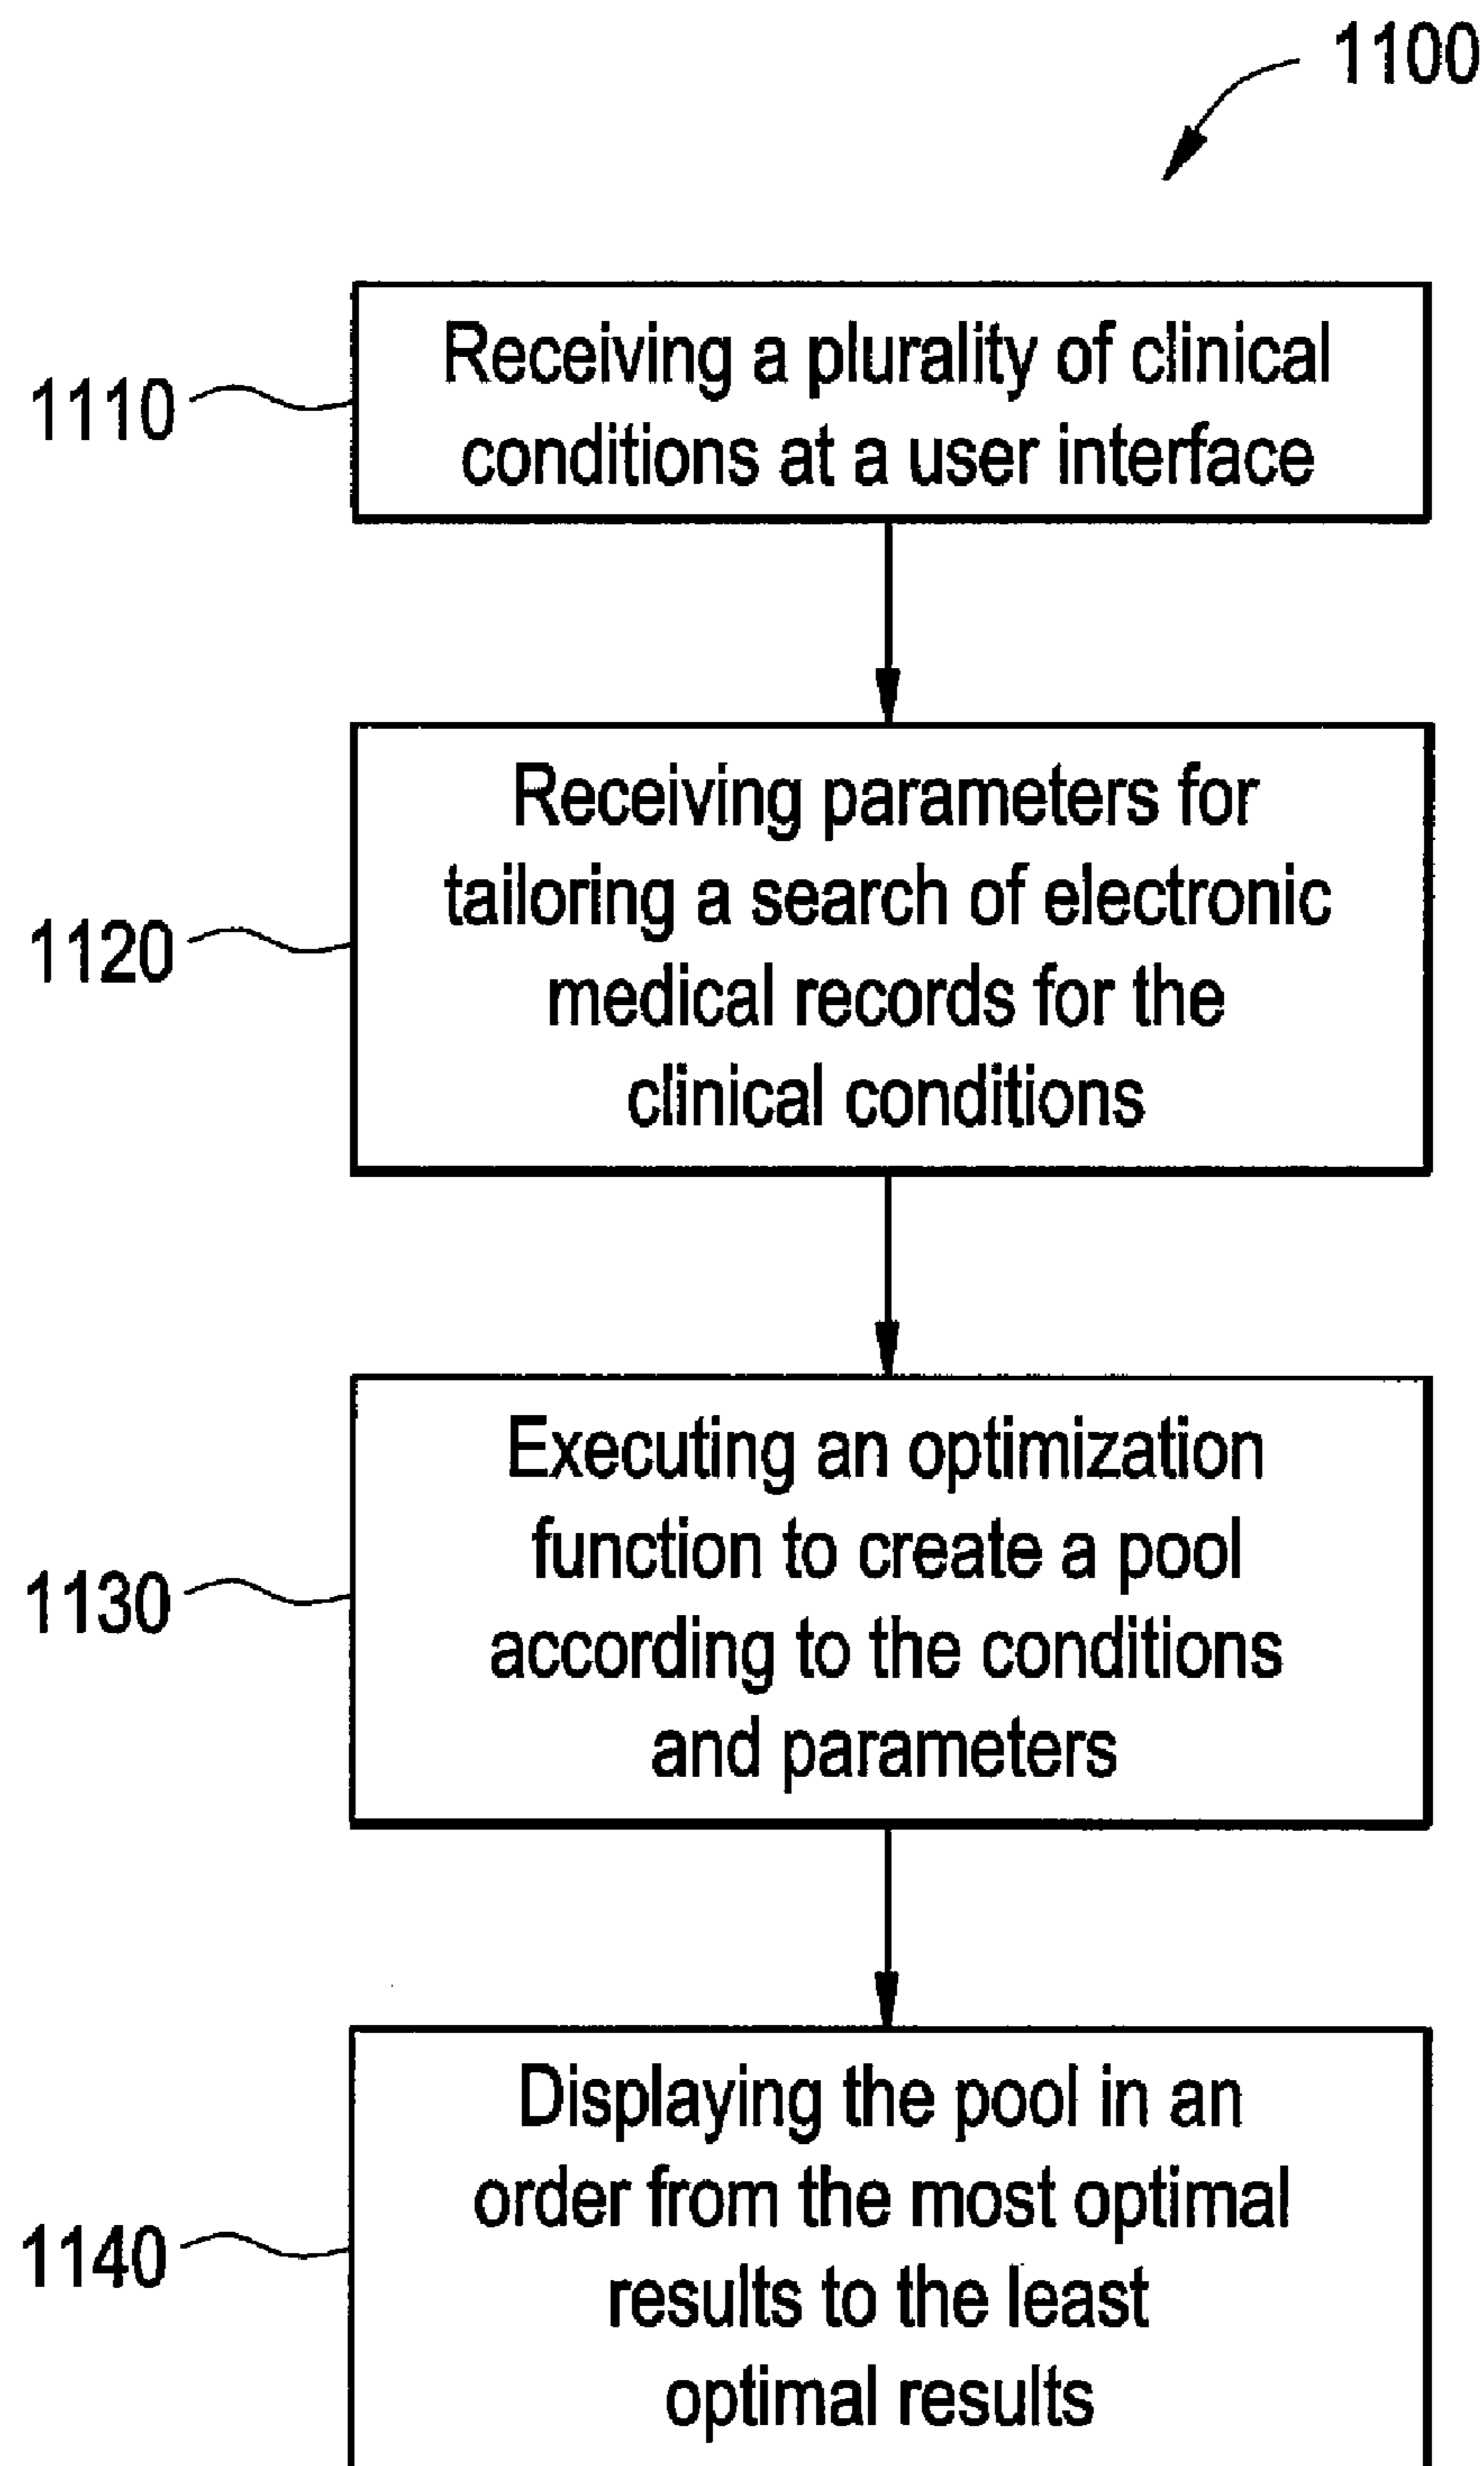 1100
1110
Receiving a plurality of clinical
conditions at a user interface
1120
Receiving parameters for
tailoring a search of electronic
medical records for the
clinical conditions
1130
Executing an optimization
function to create a pool
according to the conditions
and parameters
1140
Displaying the pool in an
order from the most optimal
results to the least
optimal results